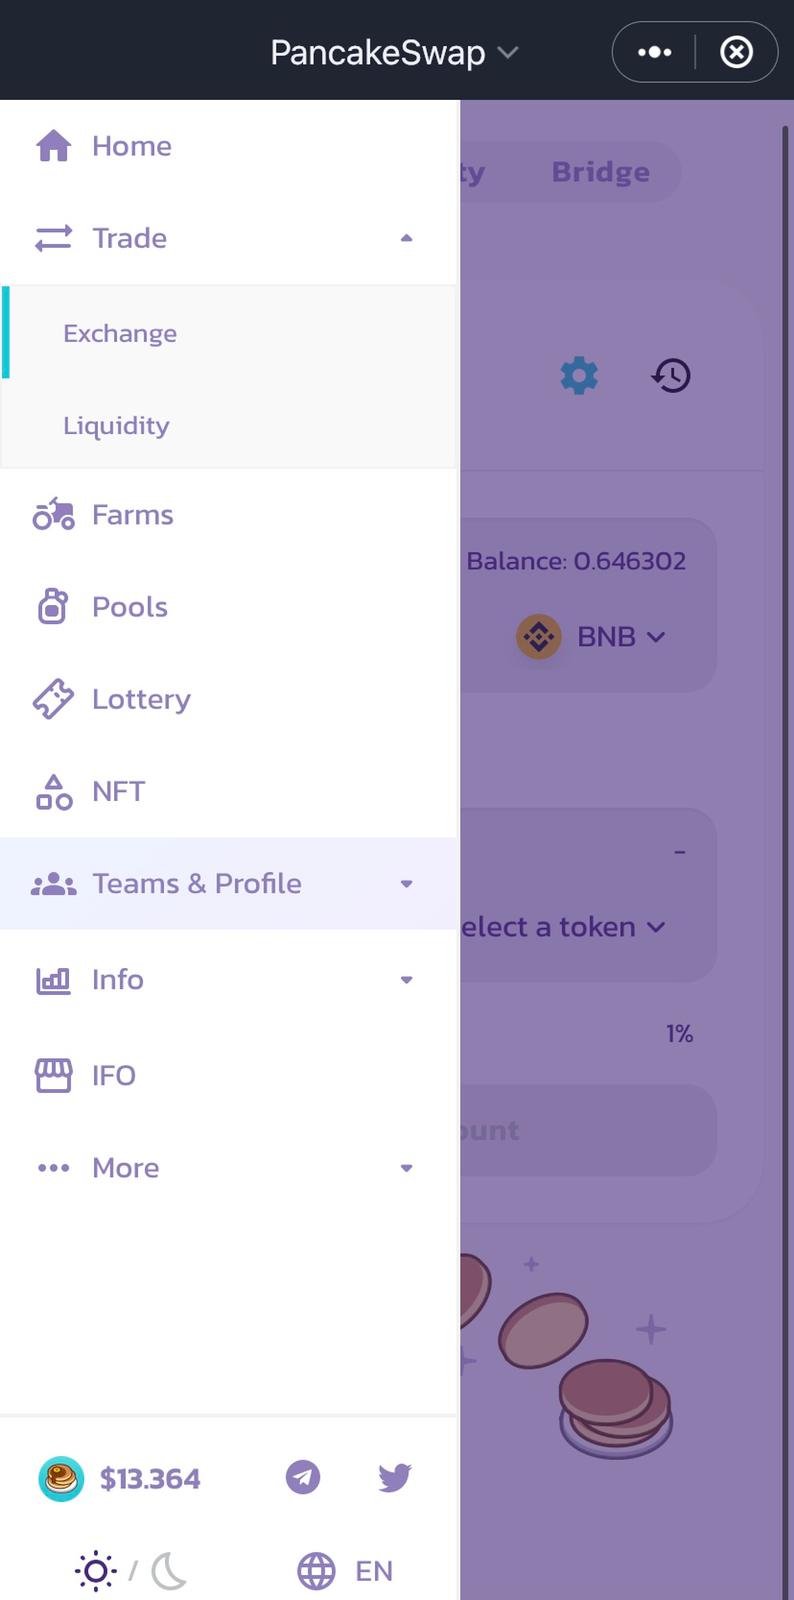 PancakeSwap
Home
Trade
Exchange
Liquidity
Farms
Pools
Lottery
NFT
Teams & Profile
Info
IFO
More
$13.364
/
EN
ty
Bridge
Balance: 0.646302
BNB
-
elect a token
1%
ount